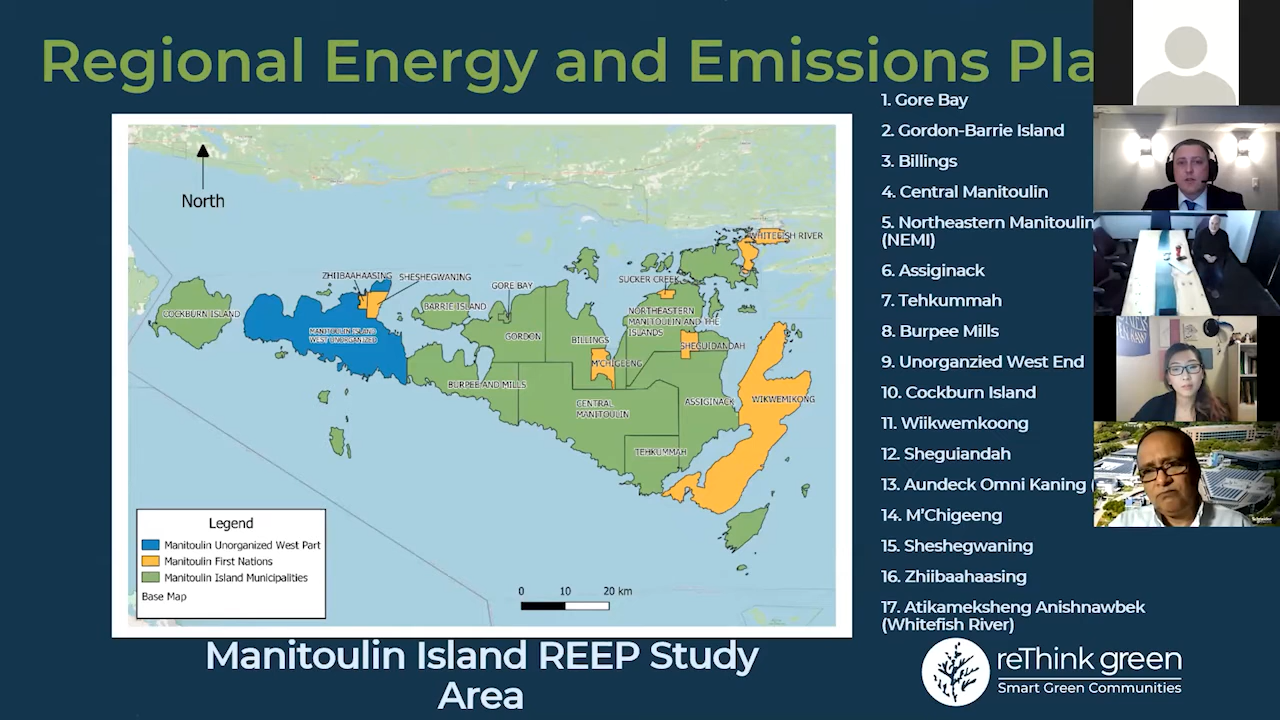 Regional Energy and Emissions Pla
1. Gore Bay
2. Gordon-Barrie Island
3. Billings
4. Central Manitoulin
5. Northeastern Manitoulin
(NEMI)
6. Assiginack
7. Tehkummah
8. Burpee Mills
9. Unorganzied West End
10. Cockburn Island
11. Wiikwemkoong
12. Sheguiandah
13. Aundeck Omni Kaning
14. M'Chigeeng
15. Sheshegwaning
16. Zhiibaahaasing
17. Atikameksheng Anishnawbek
(Whitefish River)
North
WHITEFISH RIVER
ZHIIBAAHAASING
SHESHEGWANING
SUCKER CREEK
GORE BAY
BARRIE ISLAND
COCKBURN ISLAND
NORTHEASTERN
MANITOULIN AND THE
ISLANDS
MANITOULIN ISLAND
WEST UNORGANIZED
GORDON
BILLINGS
SHEGUIANDAH
M'CHIGEENG
BURPEE AND MILLS
CENTRAL
MANITOULIN
ASSIGINACK
WIKWEMIKONG
TEHKUMMAH
Legend
Manitoulin Unorganized West Part
Manitoulin First Nations
Manitoulin Island Municipalities
Base Map
0 10 20 km
Manitoulin Island REEP Study
Area
reThink green
Smart Green Communities
Schneider